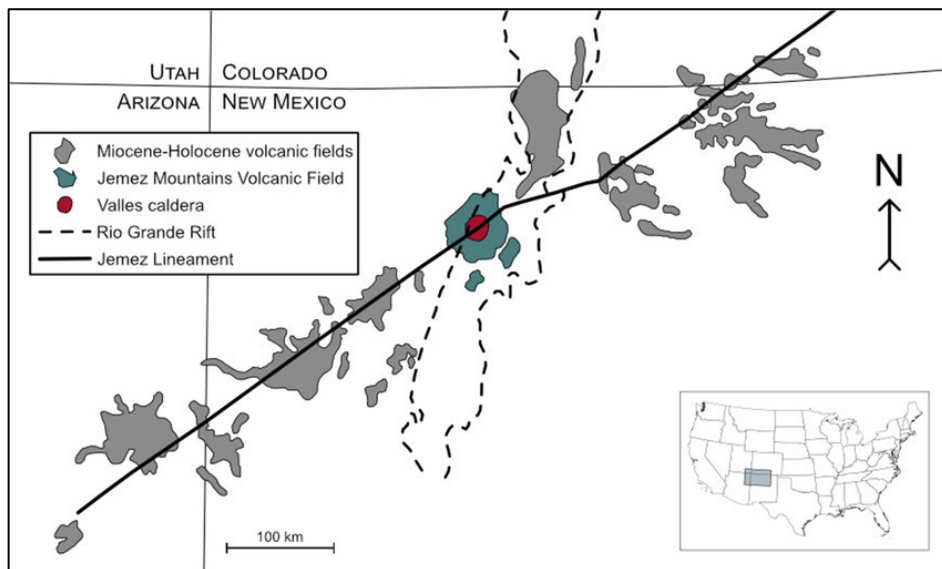 UTAH COLORADO
ARIZONA NEW MEXICO
Miocene-Holocene volcanic fields
Jemez Mountains Volcanic Field
Valles caldera
Rio Grande Rift
Jemez Lineament
N
100 km